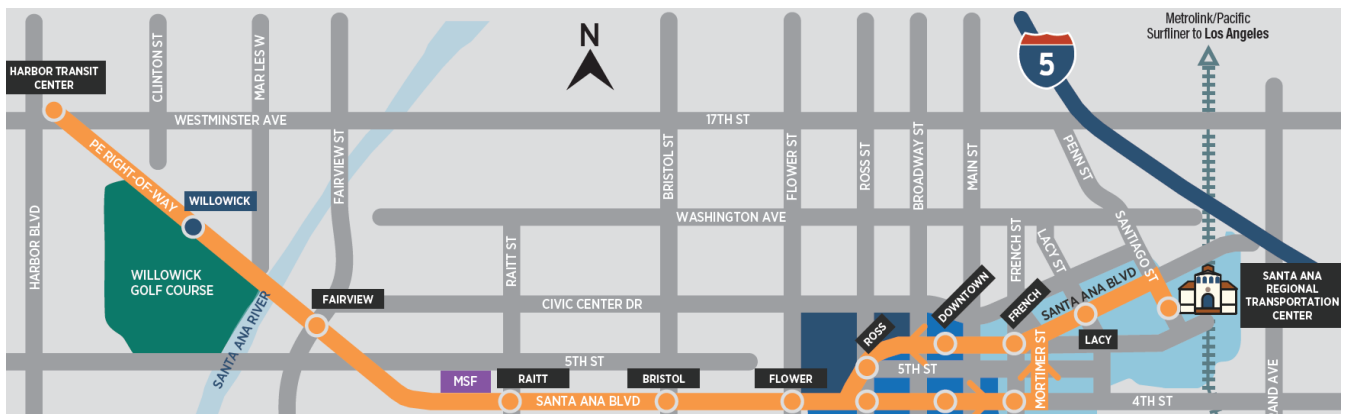 Metrolink/Pacific
Surfliner to Los Angeles
N
5
HARBOR TRANSIT
CENTER
CLINTON ST
MAR LES W
WESTMINSTER AVE
17TH ST
PE RIGHT-OF-WAY
FAIRVIEW ST
BRISTOL ST
FLOWER ST
ROSS ST
BROADWAY ST
MAIN ST
PENN ST
WILLOWICK
WASHINGTON AVE
HARBOR BLVD
RAITT ST
FRENCH ST
LACY ST
SANTIAGO ST
WILLOWICK
GOLF COURSE
SANTA ANA RIVER
FAIRVIEW
CIVIC CENTER DR
DOWNTOWN
FRENCH
SANTA ANA BLVD
SANTA ANA
REGIONAL
TRANSPORTATION
CENTER
ROSS
LACY
MORTIMER ST
5TH ST
5TH ST
MSF
RAITT
BRISTOL
FLOWER
SANTA ANA BLVD
4TH ST
AND AVE